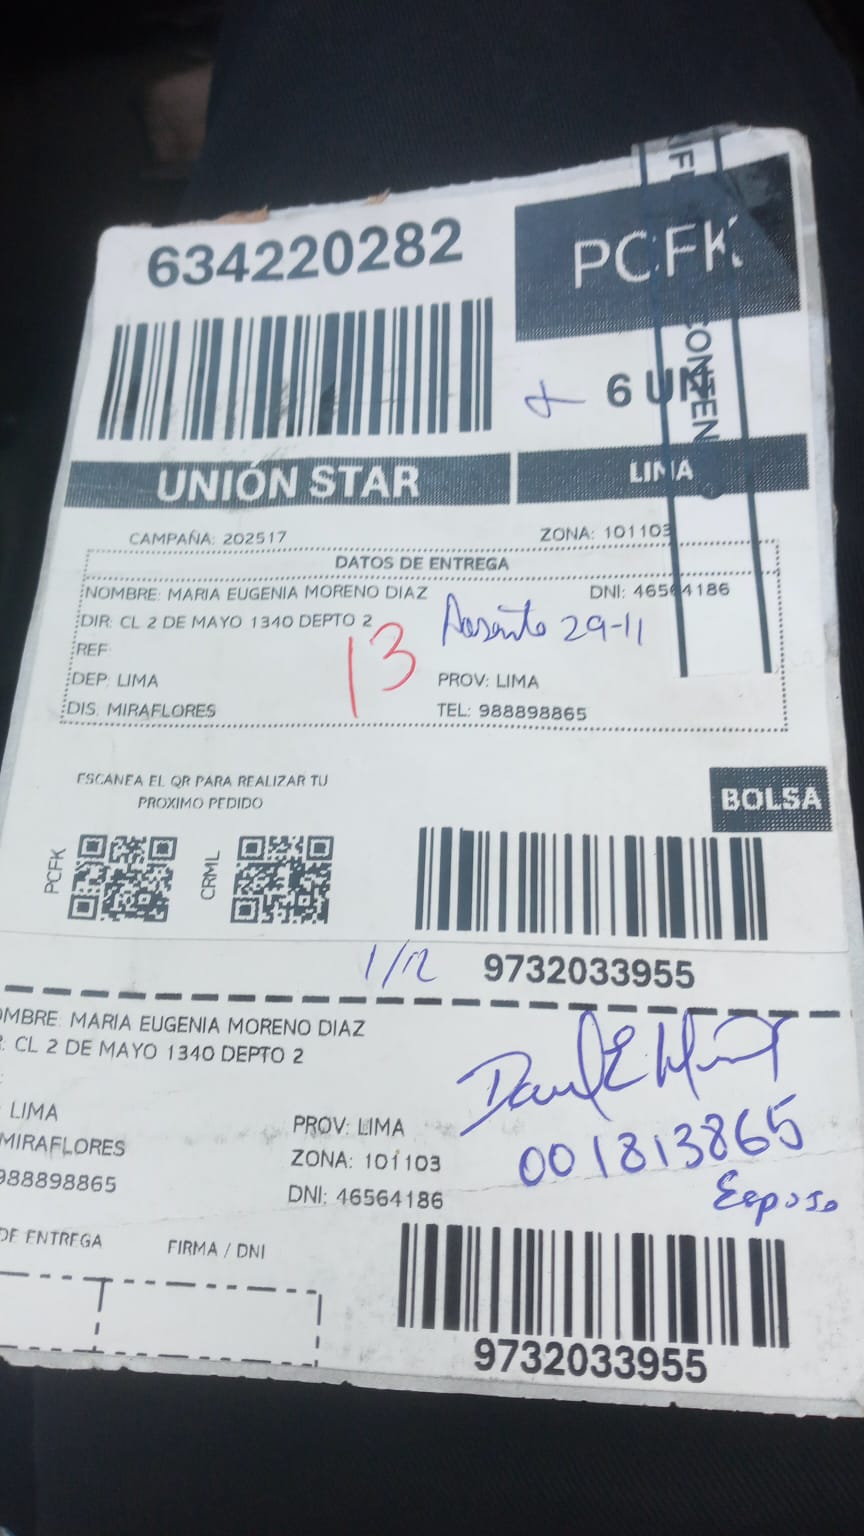 634220282
PCFK
6 UZ
UNIÓN STAR
LIMA
CAMPAÑA: 202517
ZONA: 101103
DATOS DE ENTREGA
NOMBRE: MARIA EUGENIA MORENO DIAZ
DNI: 46564186
DIR: CL 2 DE MAYO 1340 DEPTO 2
29-11
REF:
13
DEP: LIMA
PROV: LIMA
DIS. MIRAFLORES
TEL: 988898865
ESCANEA EL QR PARA REALIZAR TU
PROXIMO PEDIDO
BOLSA
PCFK
CRML
1/12
9732033955
OMBRE: MARIA EUGENIA MORENO DIAZ
: CL 2 DE MAYO 1340 DEPTO 2
LIMA
PROV: LIMA
MIRAFLORES
ZONA: 101103
988898865
DNI: 46564186
001813865
Esposo
DE ENTREGA
FIRMA / DNI
9732033955